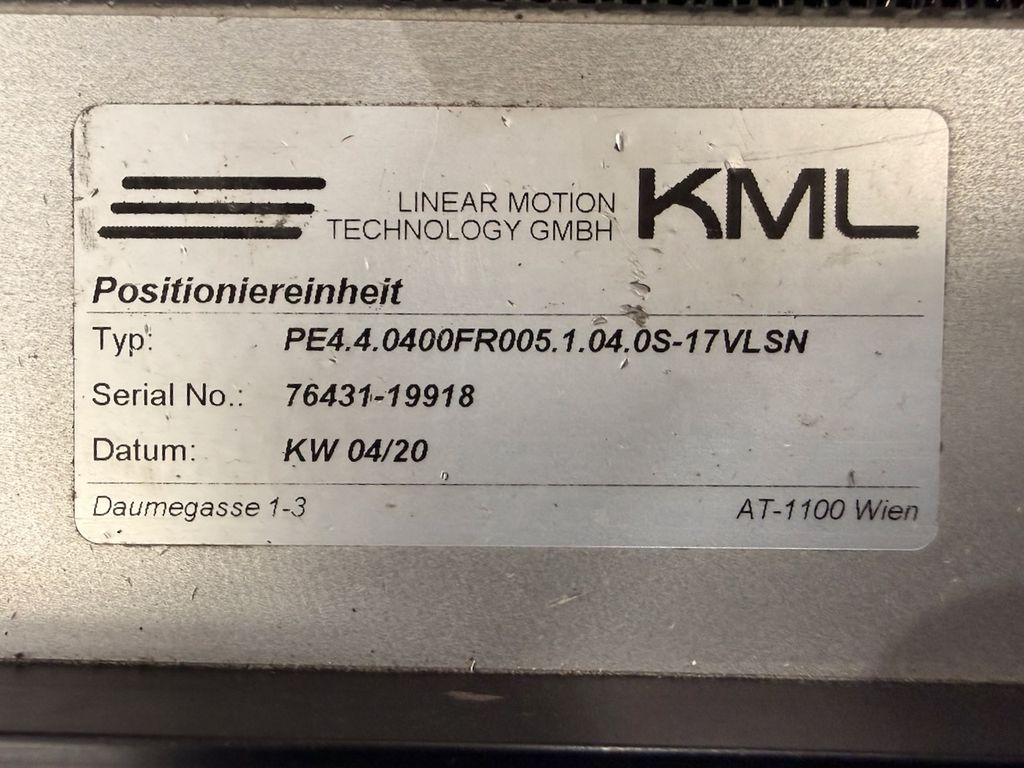 LINEAR MOTION
TECHNOLOGY GMBH
KML
Positioniereinheit
Typ: PE4.4.0400FR005.1.04.0S-17VLSN
Serial No.: 76431-19918
Datum: KW 04/20
Daumegasse 1-3 AT-1100 Wien